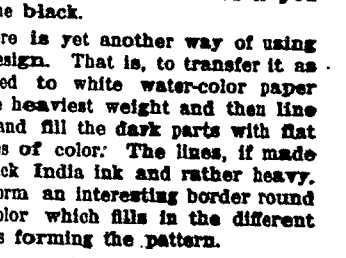 e black.
re is yet another way of using
esign. That is, to transfer it as
ed to white water-color paper
e heaviest weight and then line
and fill the dark parts with flat
es of color: The lines, if made
ck India ink and rather heavy,
orm an interesting border round
olor which fills in the different
s forming the pattern.